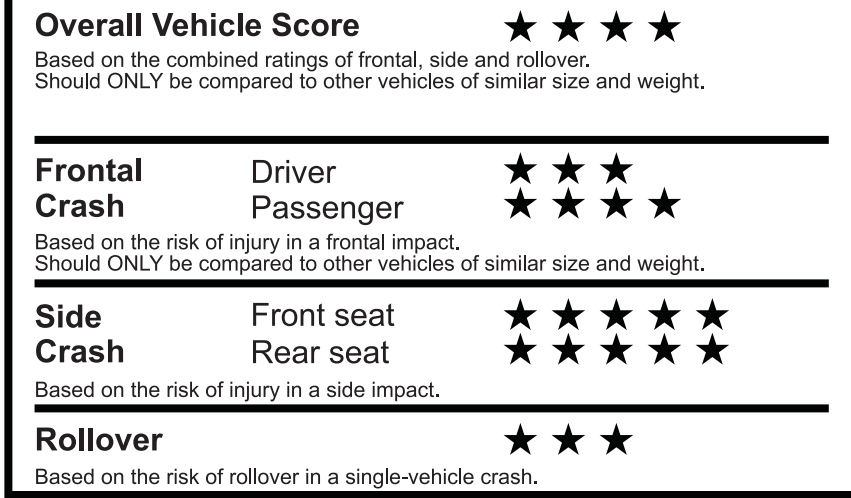 Overall Vehicle Score ★ ★ ★ ★
Based on the combined ratings of frontal, side and rollover.
Should ONLY be compared to other vehicles of similar size and weight.
Frontal Driver ★ ★ ★
Crash Passenger ★ ★ ★ ★
Based on the risk of injury in a frontal impact.
Should ONLY be compared to other vehicles of similar size and weight.
Side Front seat ★ ★ ★ ★ ★
Crash Rear seat ★ ★ ★ ★ ★
Based on the risk of injury in a side impact.
Rollover ★ ★ ★
Based on the risk of rollover in a single-vehicle crash.